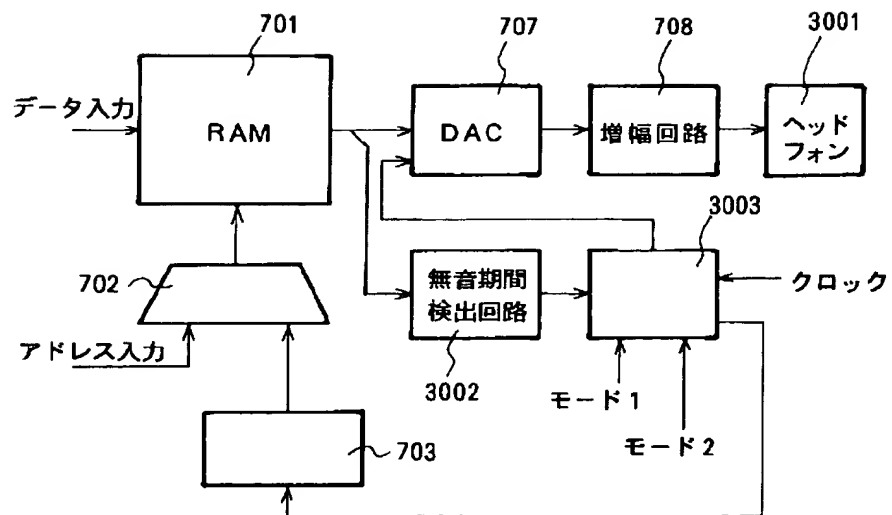 701
707
708
3001
データ入力
RAM
DAC
増幅回路
ヘッド
フォン
3003
702
無音期間
検出回路
クロック
アドレス入力
3002
モード1
モード2
703